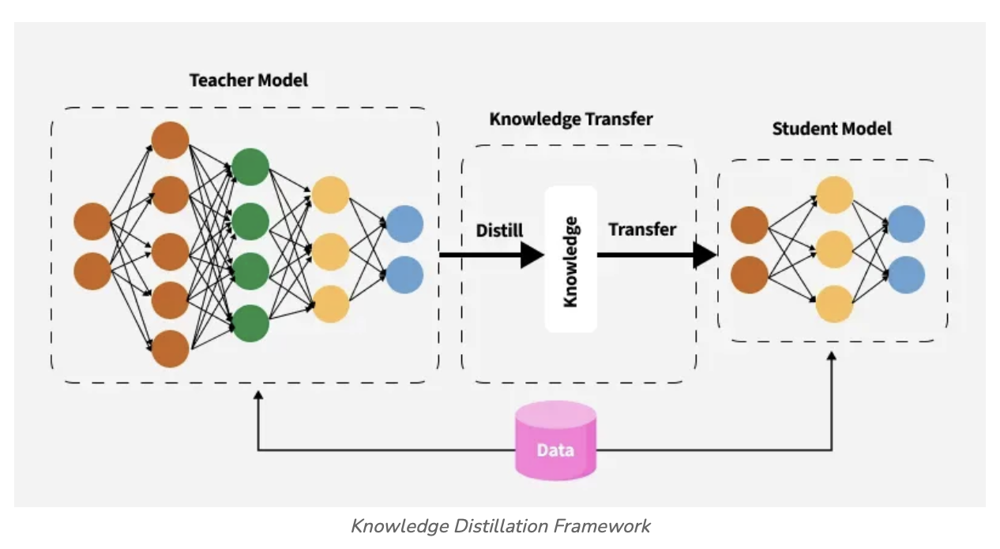 Teacher Model
Knowledge Transfer
Student Model
Distill
Knowledge
Transfer
Data
Knowledge Distillation Framework